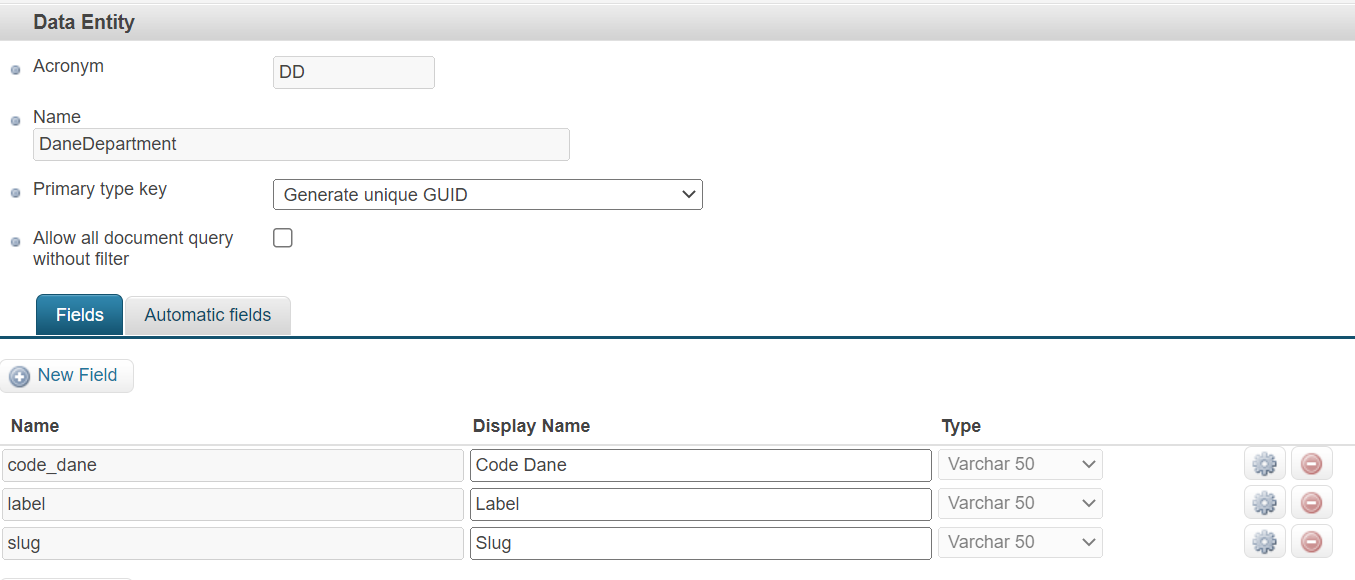 Data Entity
Acronym
DD
Name
DaneDepartment
Primary type key
Generate unique GUID
Allow all document query
without filter
Fields
Automatic fields
New Field
Name Display Name Type
code_dane Code Dane Varchar 50
label Label Varchar 50
slug Slug Varchar 50